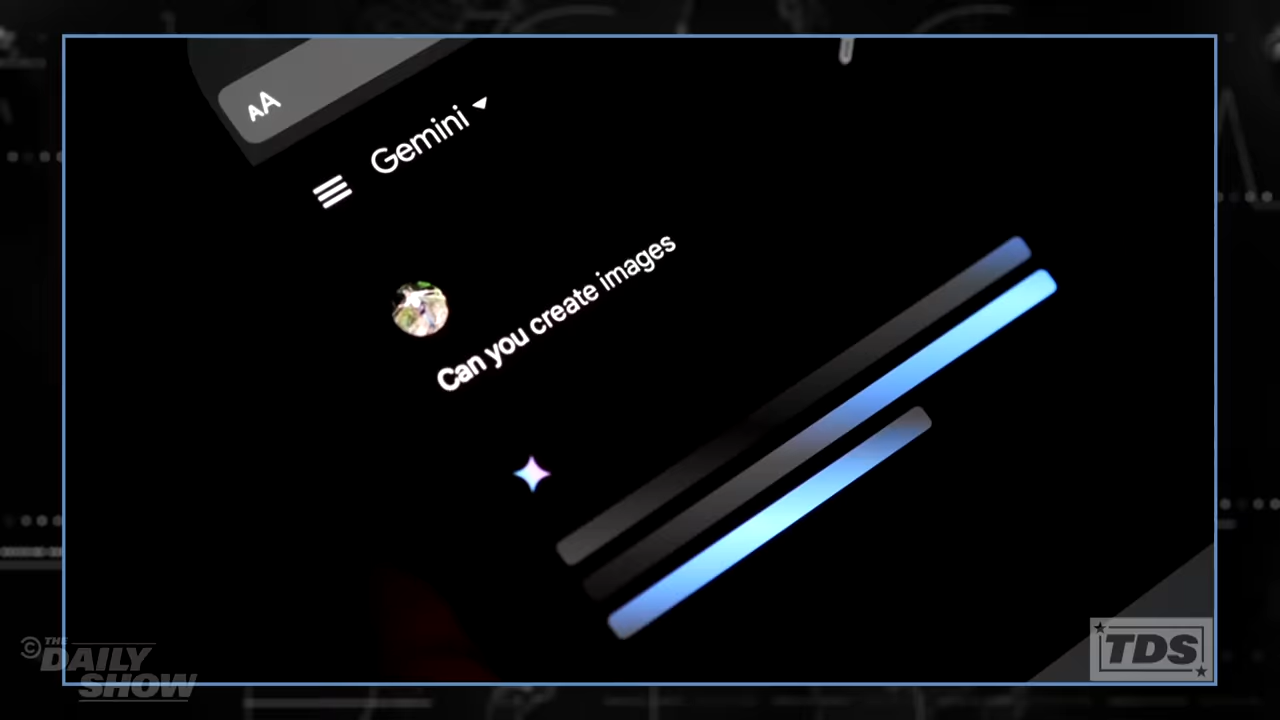 AA
Gemini
Can you create images
THE
DAILY
SHOW
TDS